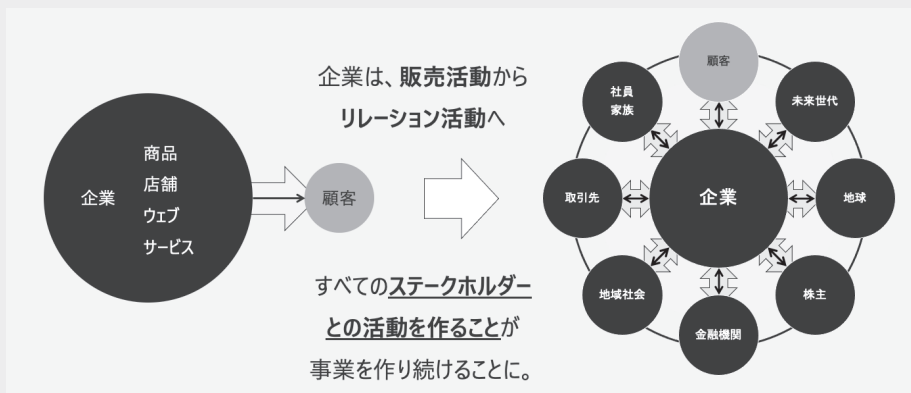 企業
商品
店舗
ウェブ
サービス
顧客
企業は、販売活動から
リレーション活動へ
すべてのステークホルダー
との活動を作ることが
事業を作り続けることに。
顧客
社員
家族
未来世代
取引先
企業
地球
地域社会
株主
金融機関